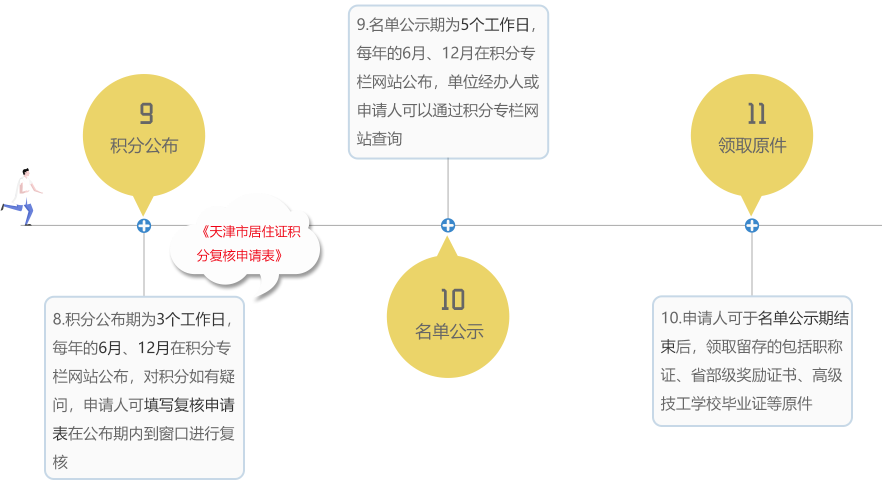 9
积分公布
8.积分公布期为3个工作日，
每年的6月、12月在积分专
栏网站公布，对积分如有疑
问，申请人可填写复核申请
表在公布期内到窗口进行复
核
《天津市居住证积
分复核申请表》
9.名单公示期为5个工作日，
每年的6月、12月在积分专
栏网站公布，单位经办人或
申请人可以通过积分专栏网
站查询
10
名单公示
11
领取原件
10.申请人可于名单公示期结
束后，领取留存的包括职称
证、省部级奖励证书、高级
技工学校毕业证等原件